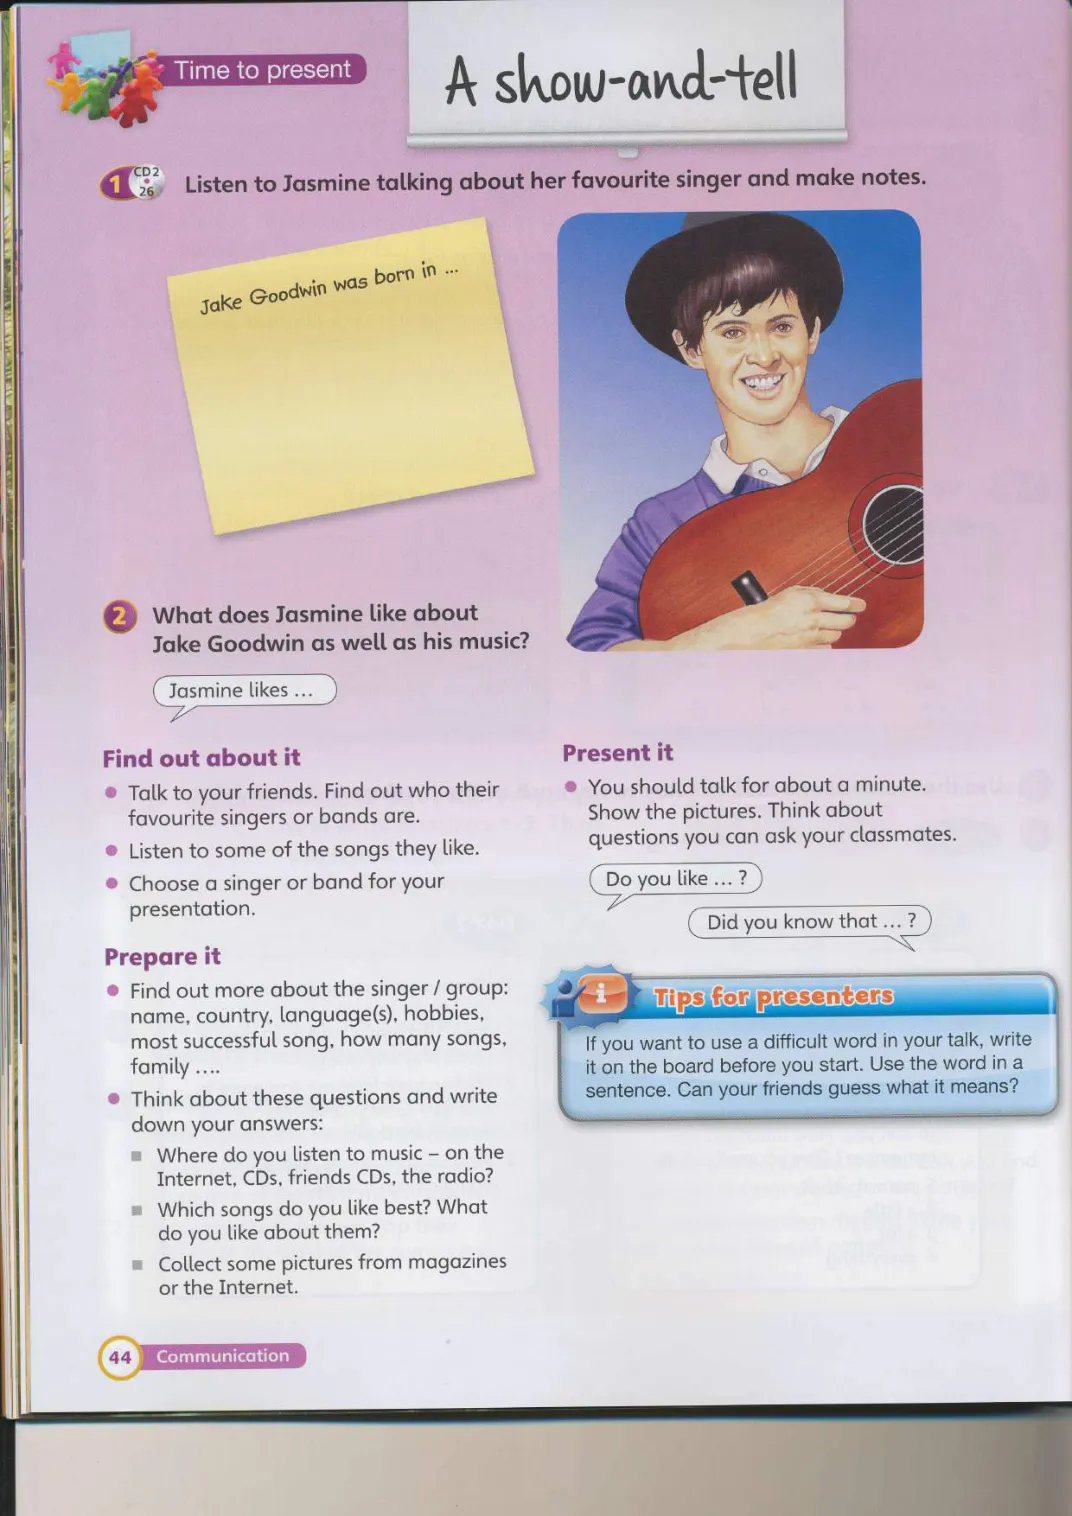 Time to present
A show-and-tell
1 CD2 26 Listen to Jasmine talking about her favourite singer and make notes.
Jake Goodwin was born in ...
2 What does Jasmine like about
Jake Goodwin as well as his music?
Jasmine likes ...
Find out about it
• Talk to your friends. Find out who their
favourite singers or bands are.
• Listen to some of the songs they like.
• Choose a singer or band for your
presentation.
Prepare it
• Find out more about the singer / group:
name, country, language(s), hobbies,
most successful song, how many songs,
family ....
• Think about these questions and write
down your answers:
■ Where do you listen to music – on the
Internet, CDs, friends CDs, the radio?
■ Which songs do you like best? What
do you like about them?
■ Collect some pictures from magazines
or the Internet.
Present it
• You should talk for about a minute.
Show the pictures. Think about
questions you can ask your classmates.
Do you like ... ?
Did you know that ... ?
i Tips for presenters
If you want to use a difficult word in your talk, write
it on the board before you start. Use the word in a
sentence. Can your friends guess what it means?
44 Communication